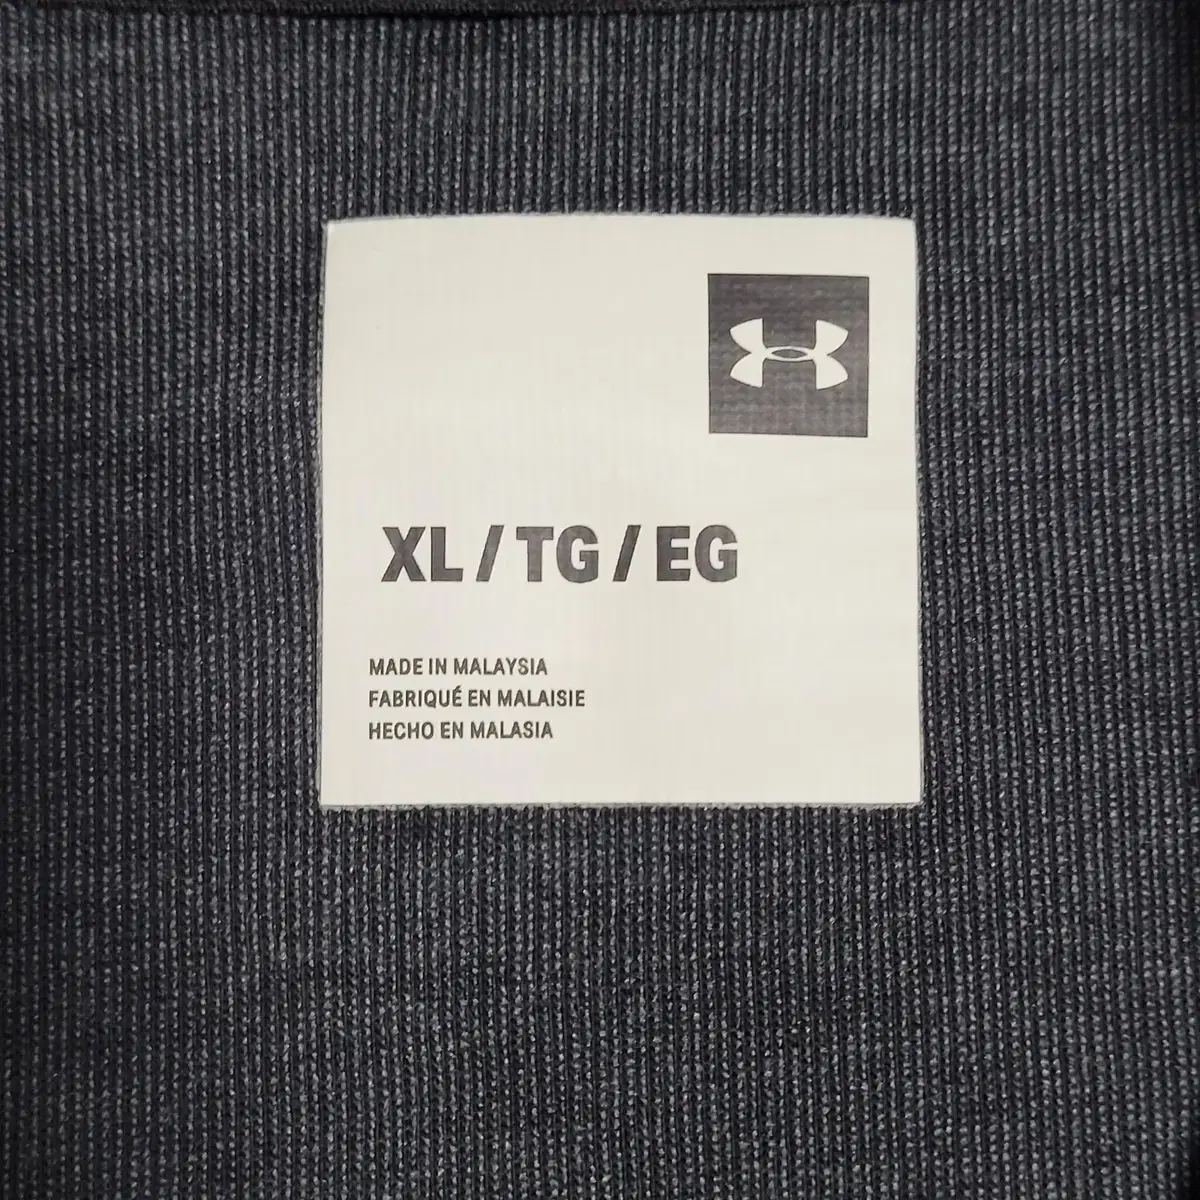 XL / TG / EG
MADE IN MALAYSIA
FABRIQUÉ EN MALAISIE
HECHO EN MALASIA